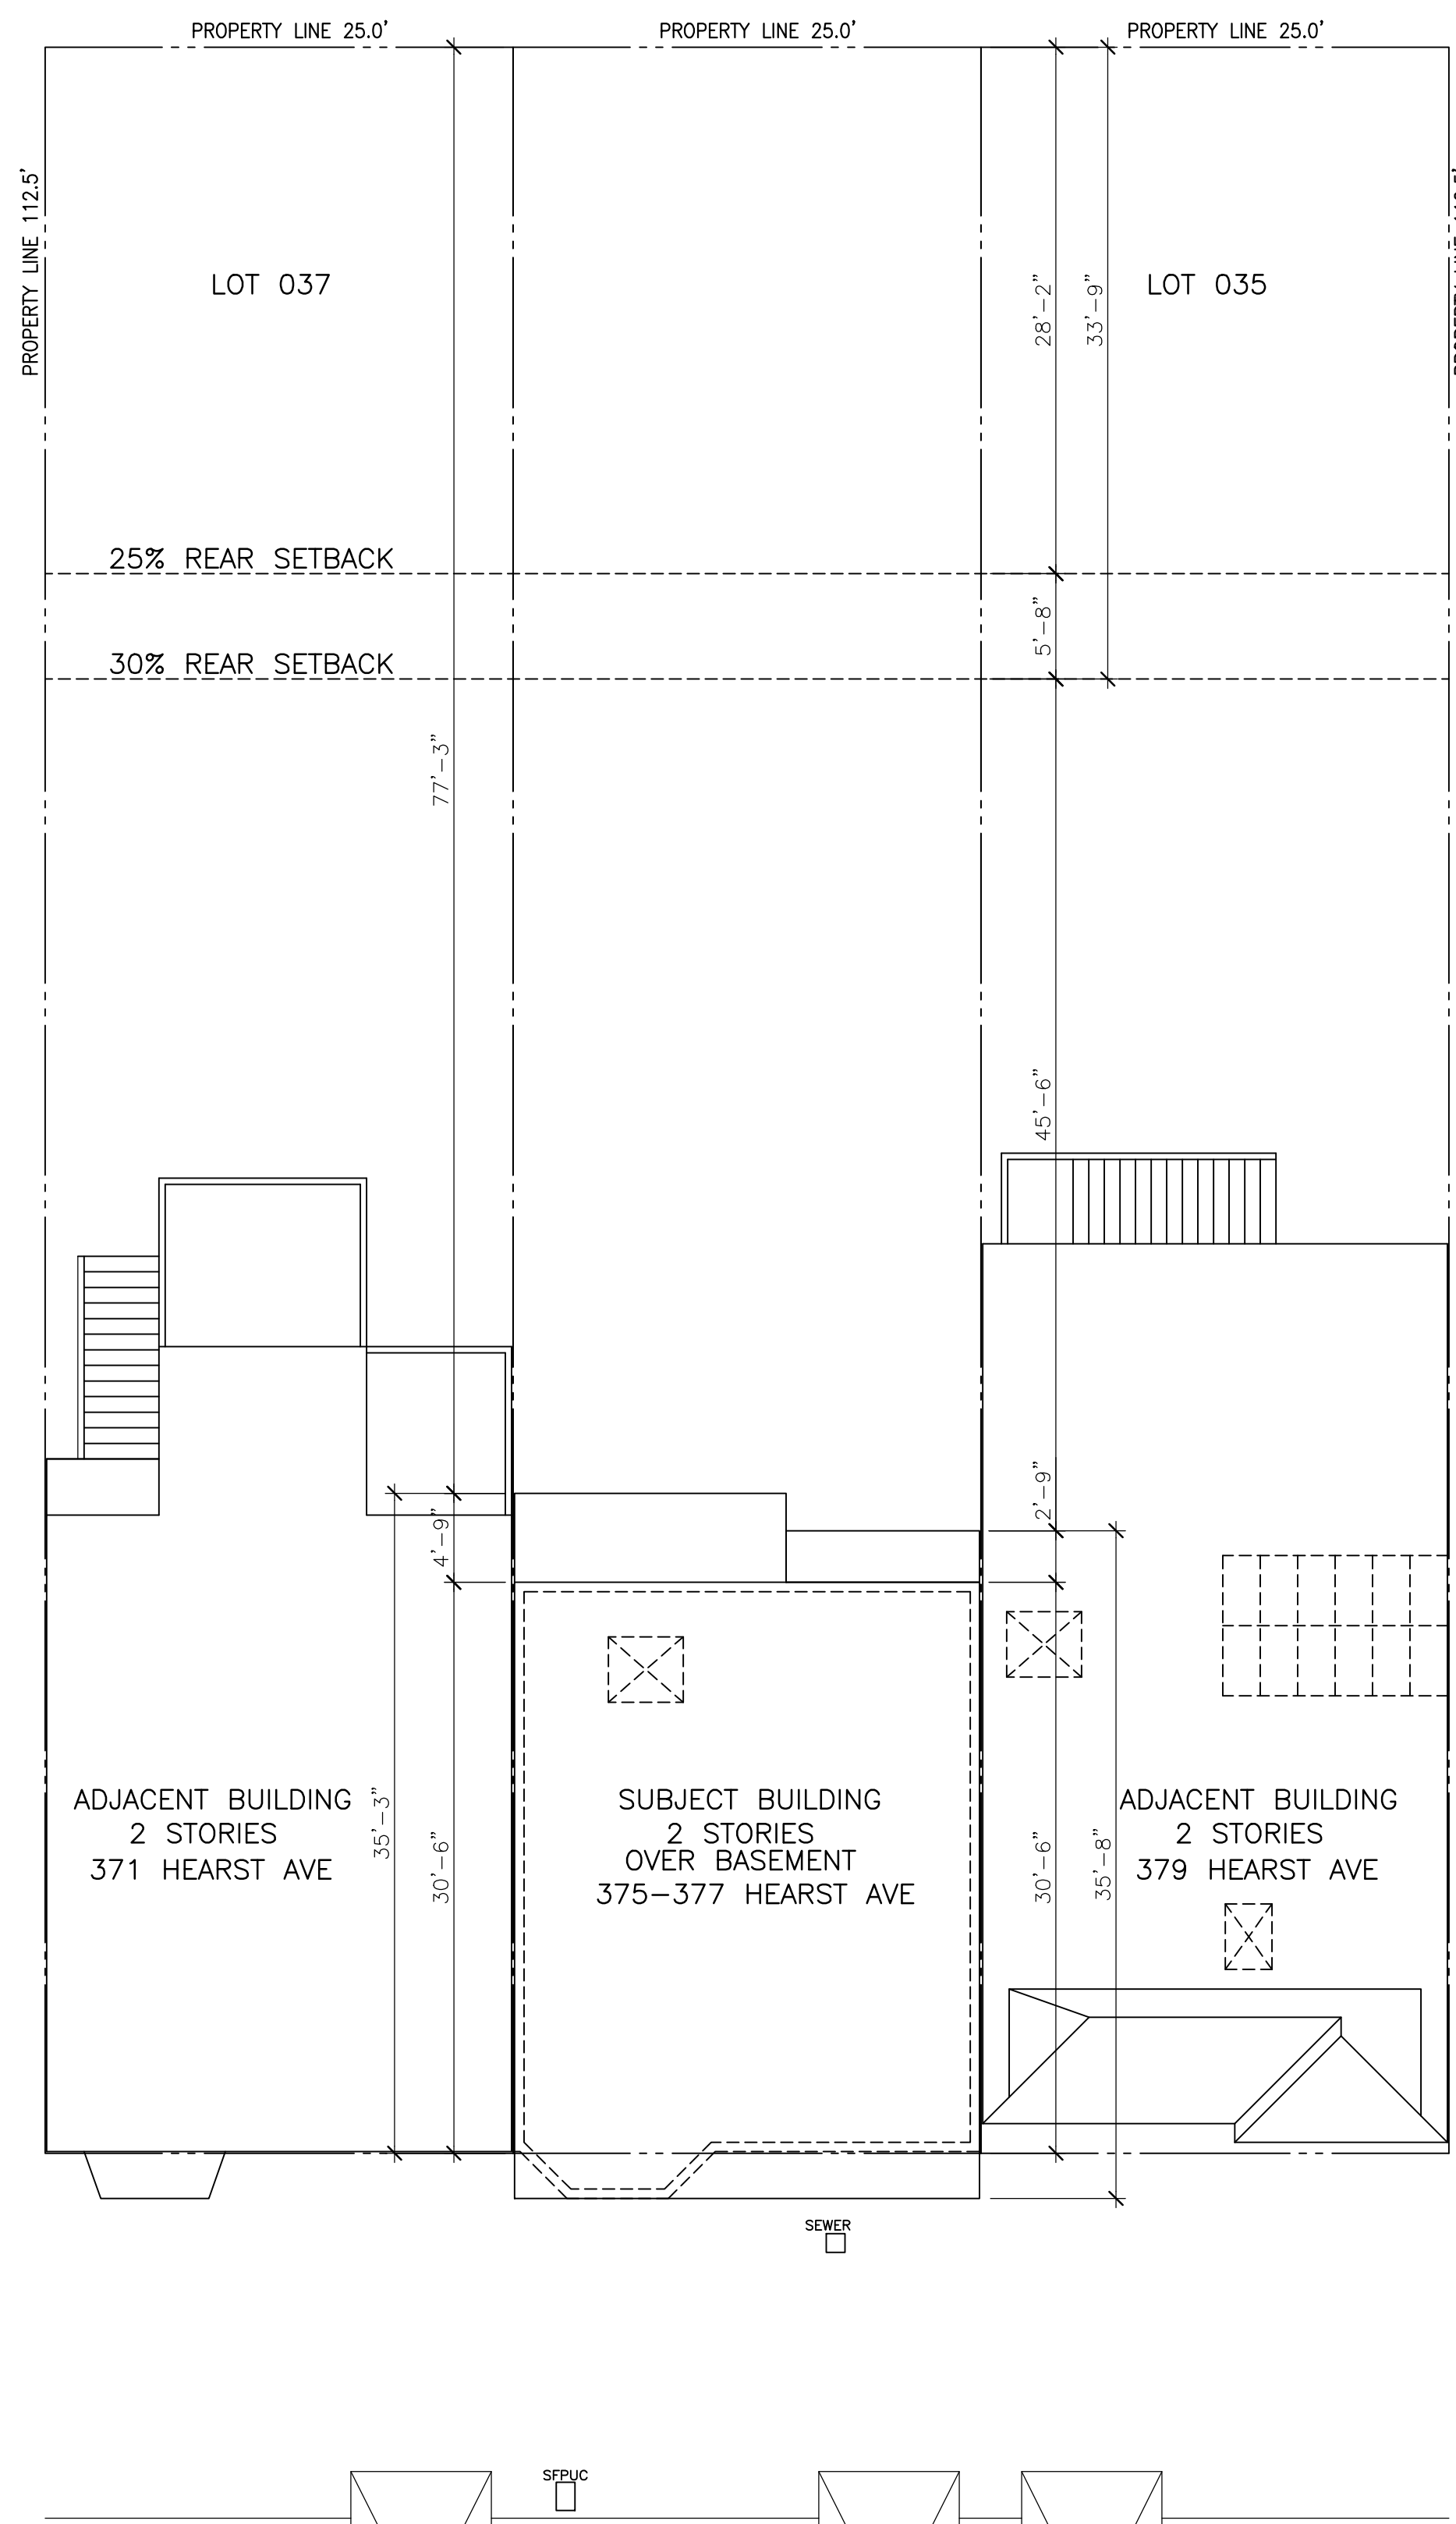 PROPERTY LINE 25.0'
PROPERTY LINE 25.0'
PROPERTY LINE 25.0'
PROPERTY LINE 112.5'
LOT 037
28'-2"
33'-9"
LOT 035
25% REAR SETBACK
5'-8"
30% REAR SETBACK
77'-3"
45'-6"
2'-9"
4'-9"
ADJACENT BUILDING
2 STORIES
371 HEARST AVE
35'-3"
30'-6"
SUBJECT BUILDING
2 STORIES
OVER BASEMENT
375-377 HEARST AVE
30'-6"
35'-8"
ADJACENT BUILDING
2 STORIES
379 HEARST AVE
SEWER
SFPUC